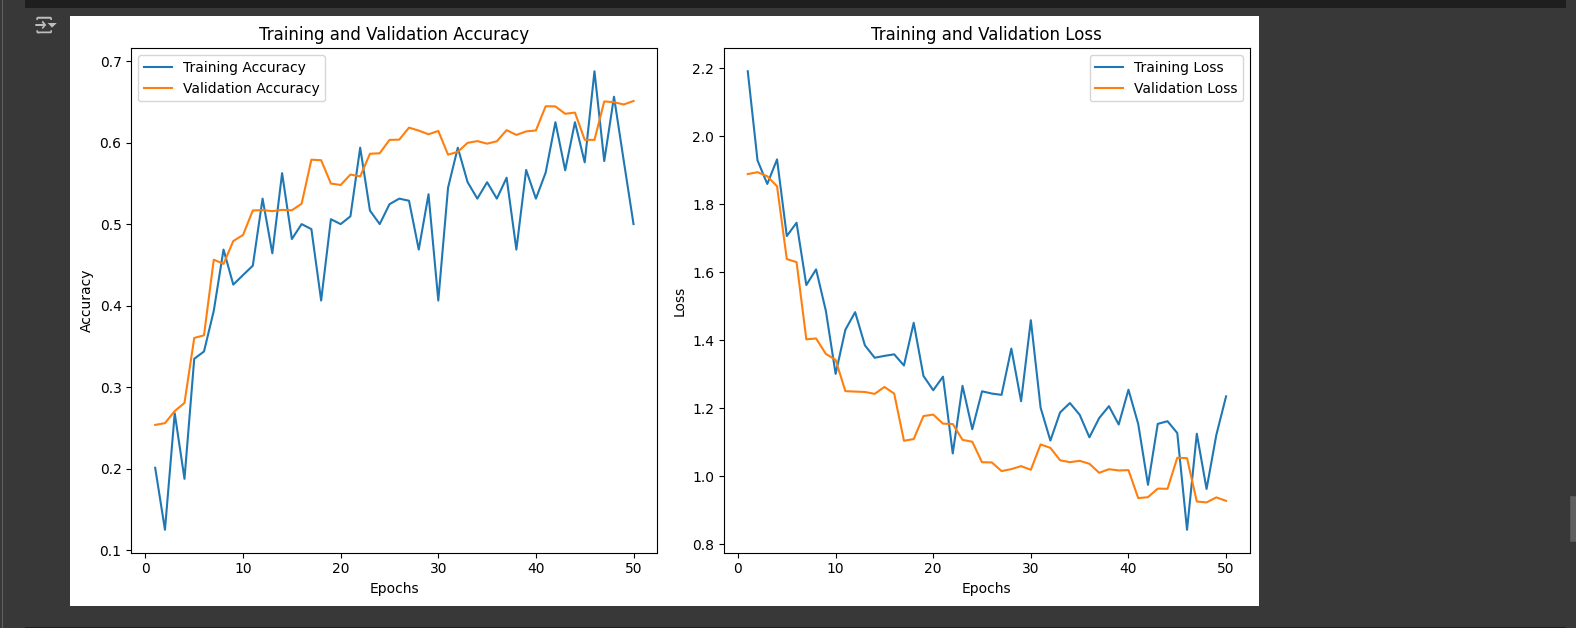 Training and Validation Accuracy
Training Accuracy
Validation Accuracy
0.7
0.6
0.5
0.4
0.3
0.2
0.1
Accuracy
0 10 20 30 40 50
Epochs
Training and Validation Loss
Training Loss
Validation Loss
2.2
2.0
1.8
1.6
1.4
1.2
1.0
0.8
Loss
0 10 20 30 40 50
Epochs